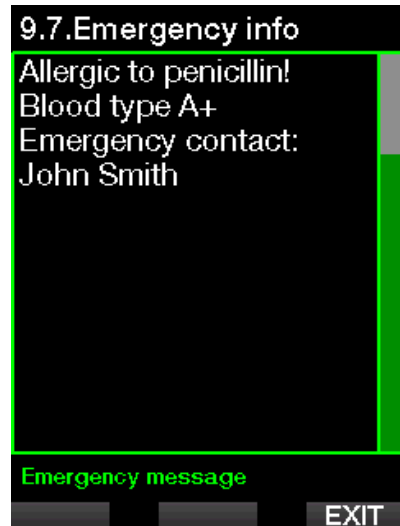 9.7.Emergency info
Allergic to penicillin!
Blood type A+
Emergency contact:
John Smith
Emergency message
EXIT